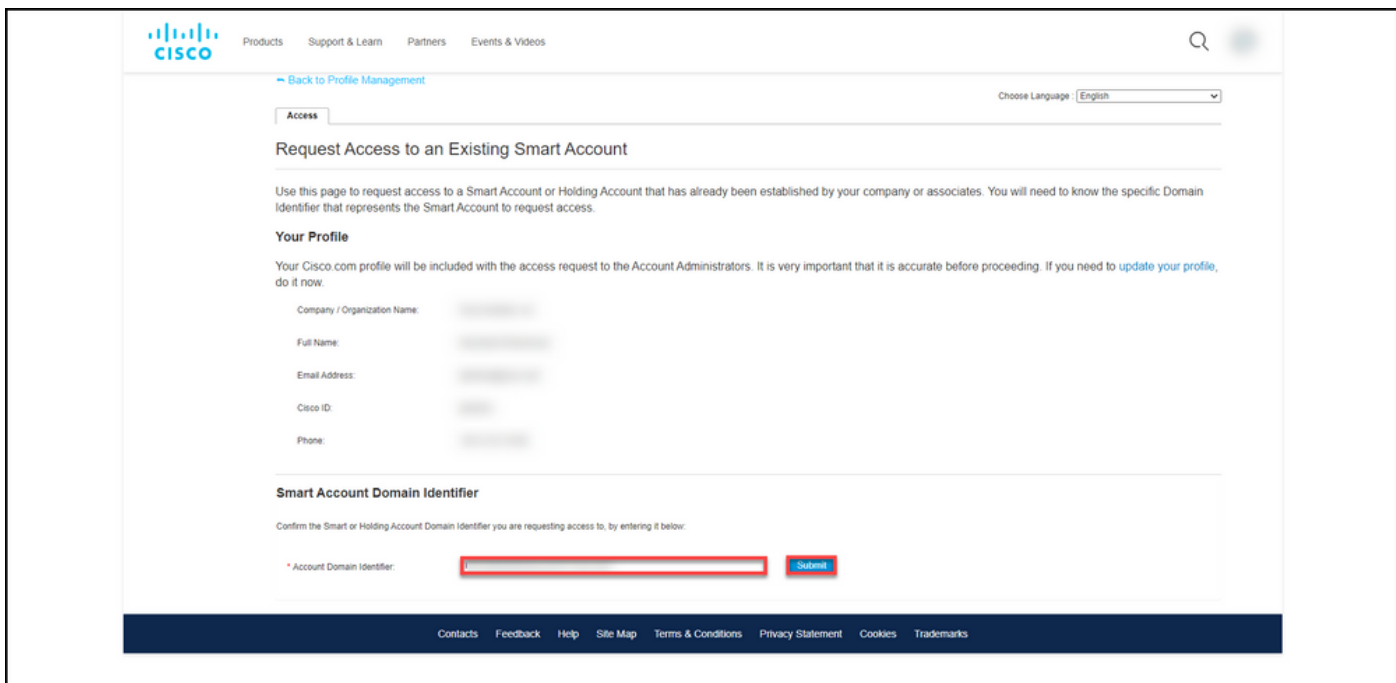 CISCO
Products Support & Learn Partners Events & Videos
Back to Profile Management
Choose Language : English
Access
Request Access to an Existing Smart Account
Use this page to request access to a Smart Account or Holding Account that has already been established by your company or associates. You will need to know the specific Domain
Identifier that represents the Smart Account to request access.
Your Profile
Your Cisco.com profile will be included with the access request to the Account Administrators. It is very important that it is accurate before proceeding. If you need to update your profile,
do it now.
Company / Organization Name:
Full Name:
Email Address:
Cisco ID:
Phone:
Smart Account Domain Identifier
Confirm the Smart or Holding Account Domain Identifier you are requesting access to, by entering it below:
* Account Domain Identifier: Submit
Contacts Feedback Help Site Map Terms & Conditions Privacy Statement Cookies Trademarks